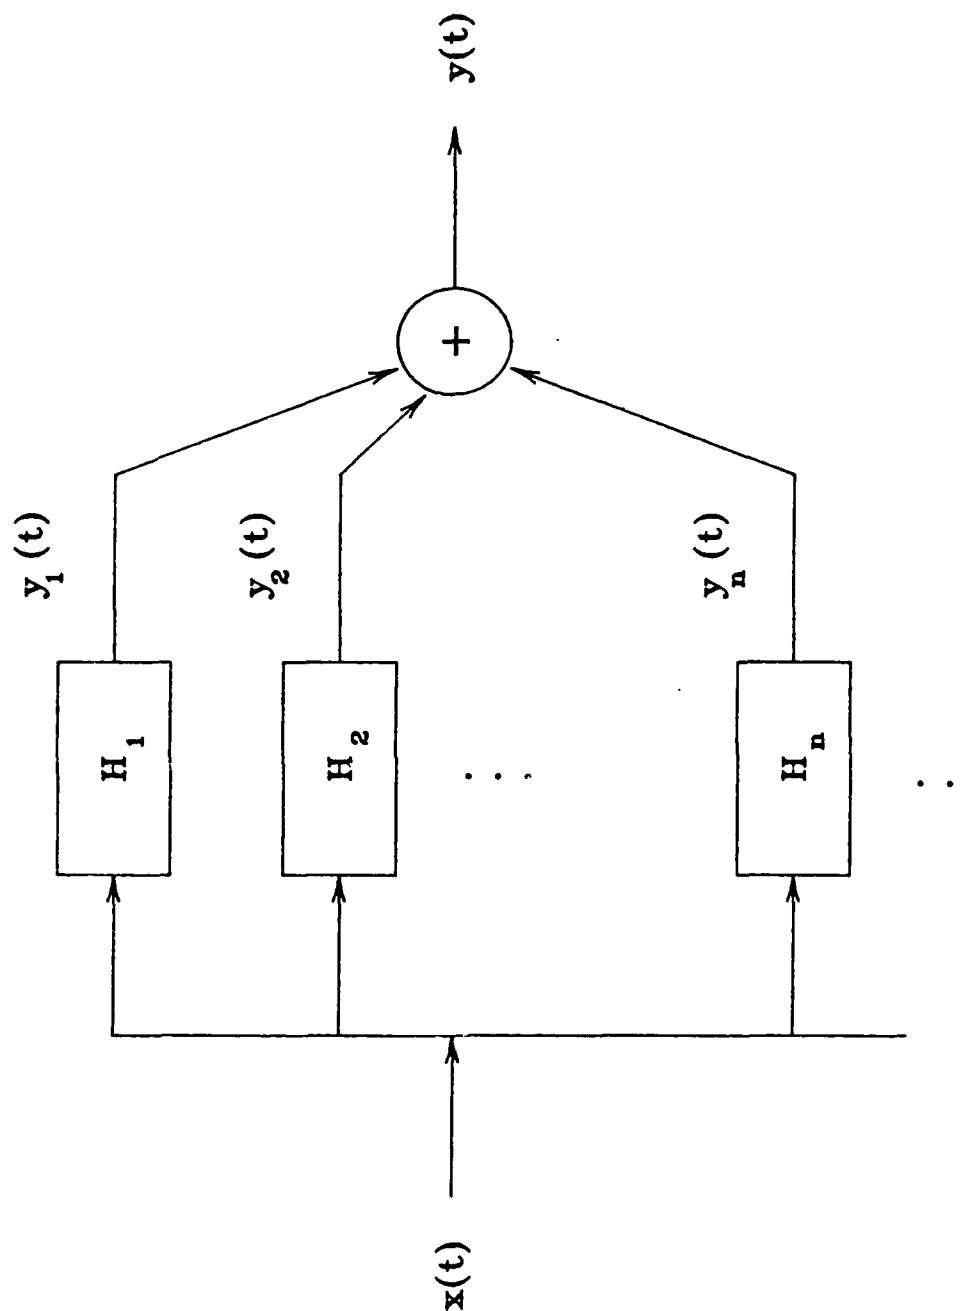 x(t)
H1
y1(t)
H2
y2(t)
. . .
Hn
yn(t)
. .
+
y(t)